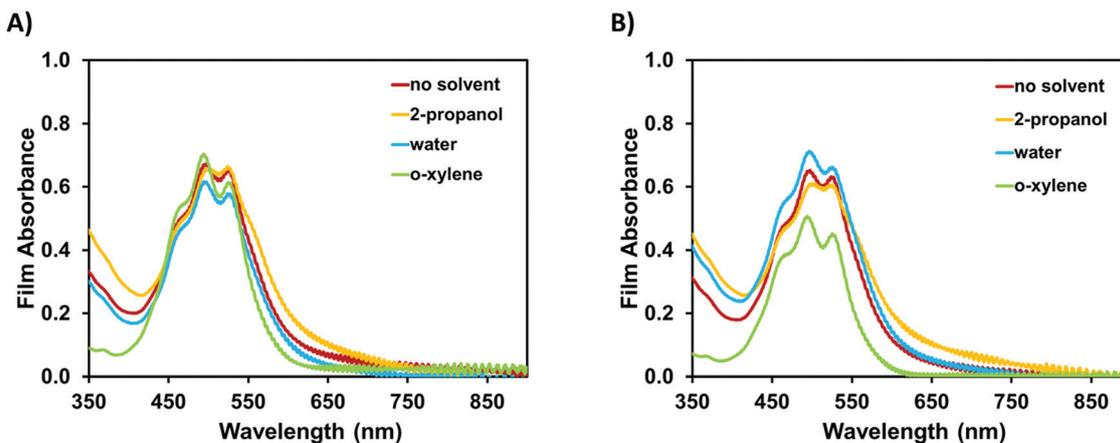 A)
1.0
0.8
0.6
0.4
0.2
0.0
Film Absorbance
no solvent
2-propanol
water
o-xylene
350 450 550 650 750 850
Wavelength (nm)
B)
1.0
0.8
0.6
0.4
0.2
0.0
Film Absorbance
no solvent
2-propanol
water
o-xylene
350 450 550 650 750 850
Wavelength (nm)